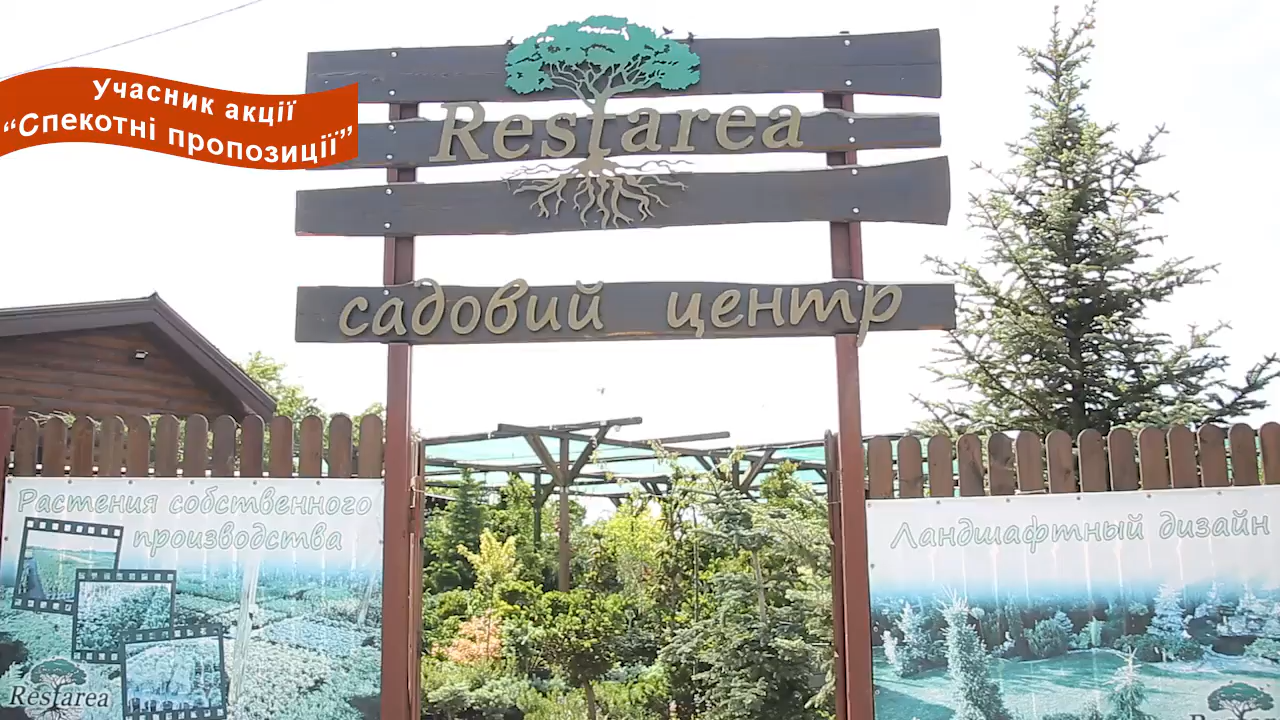 Учасник акції
“Спекотні пропозиції”
Restarea
садовий центр
Растения собственного
производства
Restarea
Ландшафтный дизайн